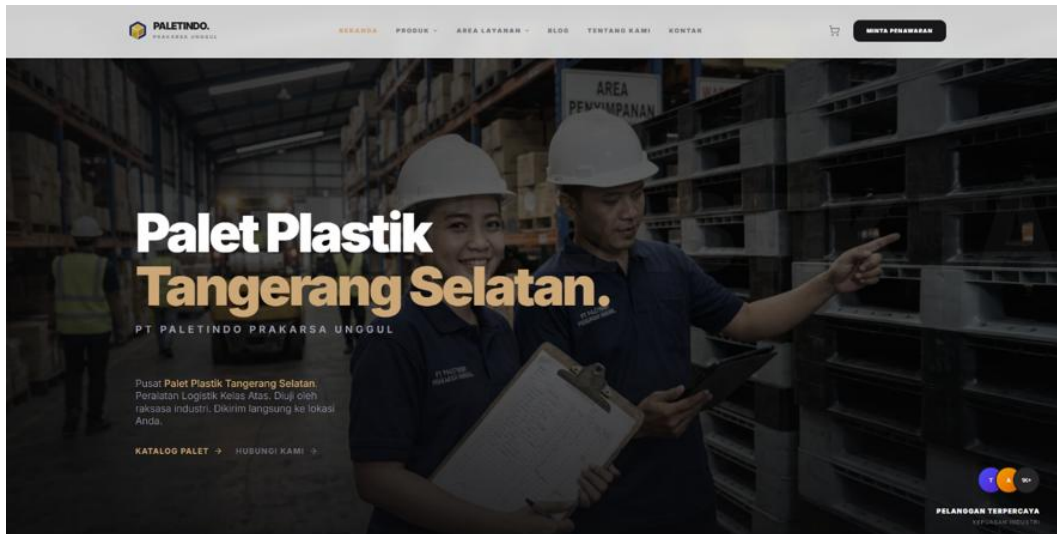 PALETINDO.
PRAKARSA UNGGUL
BERANDA
PRODUK
AREA LAYANAN
BLOG
TENTANG KAMI
KONTAK
MINTA PENAWARAN
AREA
PENYIMPANAN
Palet Plastik
Tangerang Selatan.
PT PALETINDO PRAKARSA UNGGUL
Pusat Palet Plastik Tangerang Selatan.
Peralatan Logistik Kelas Atas. Diuji oleh
raksasa industri. Dikirim langsung ke lokasi
Anda.
KATALOG PALET →
HUBUNGI KAMI →
T
PELANGGAN TERPERCAYA
KEPUASAN INDUSTRI